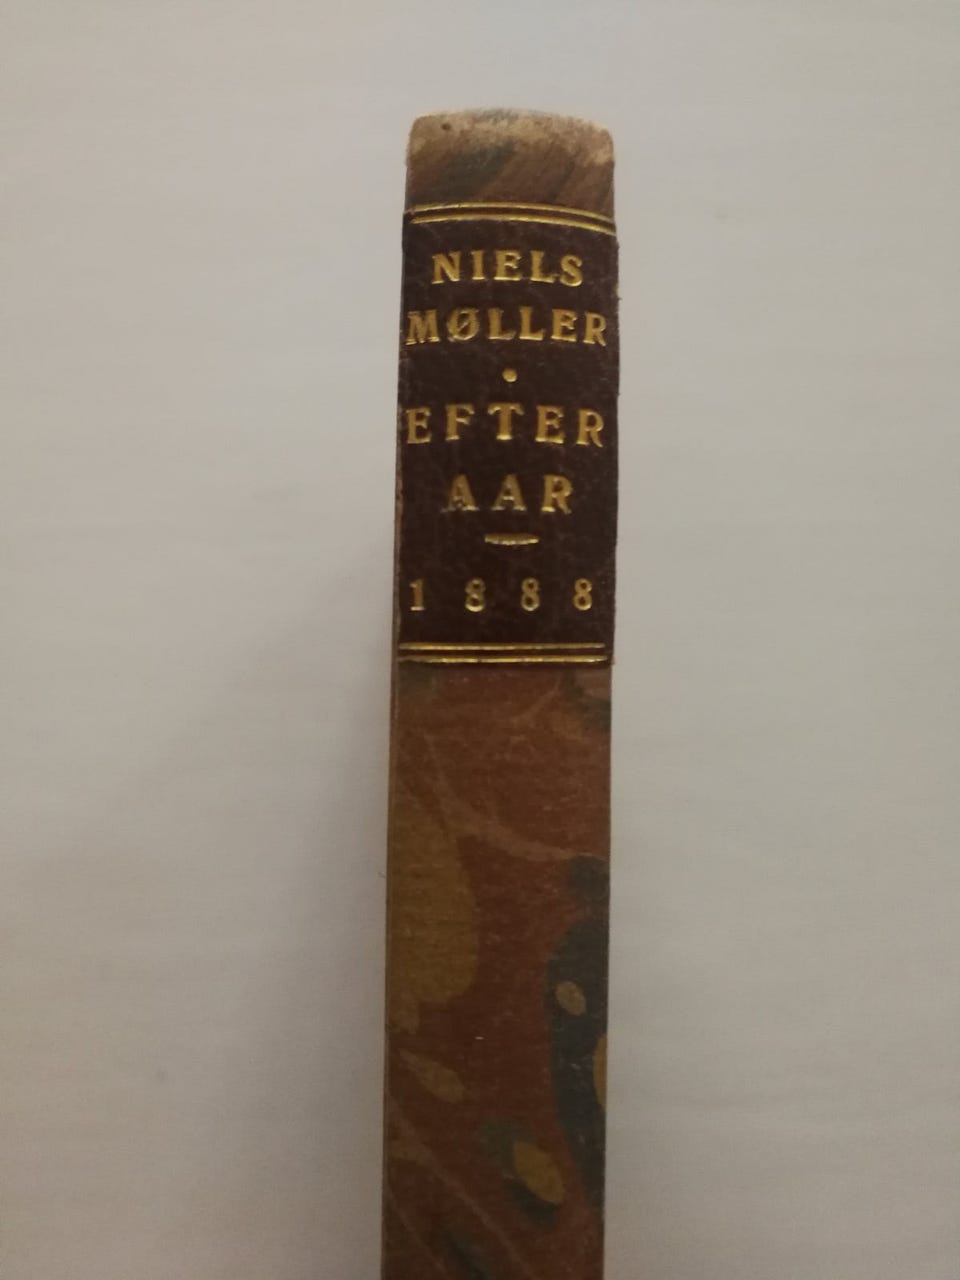 NIELS
MØLLER
•
EFTER
AAR
1888